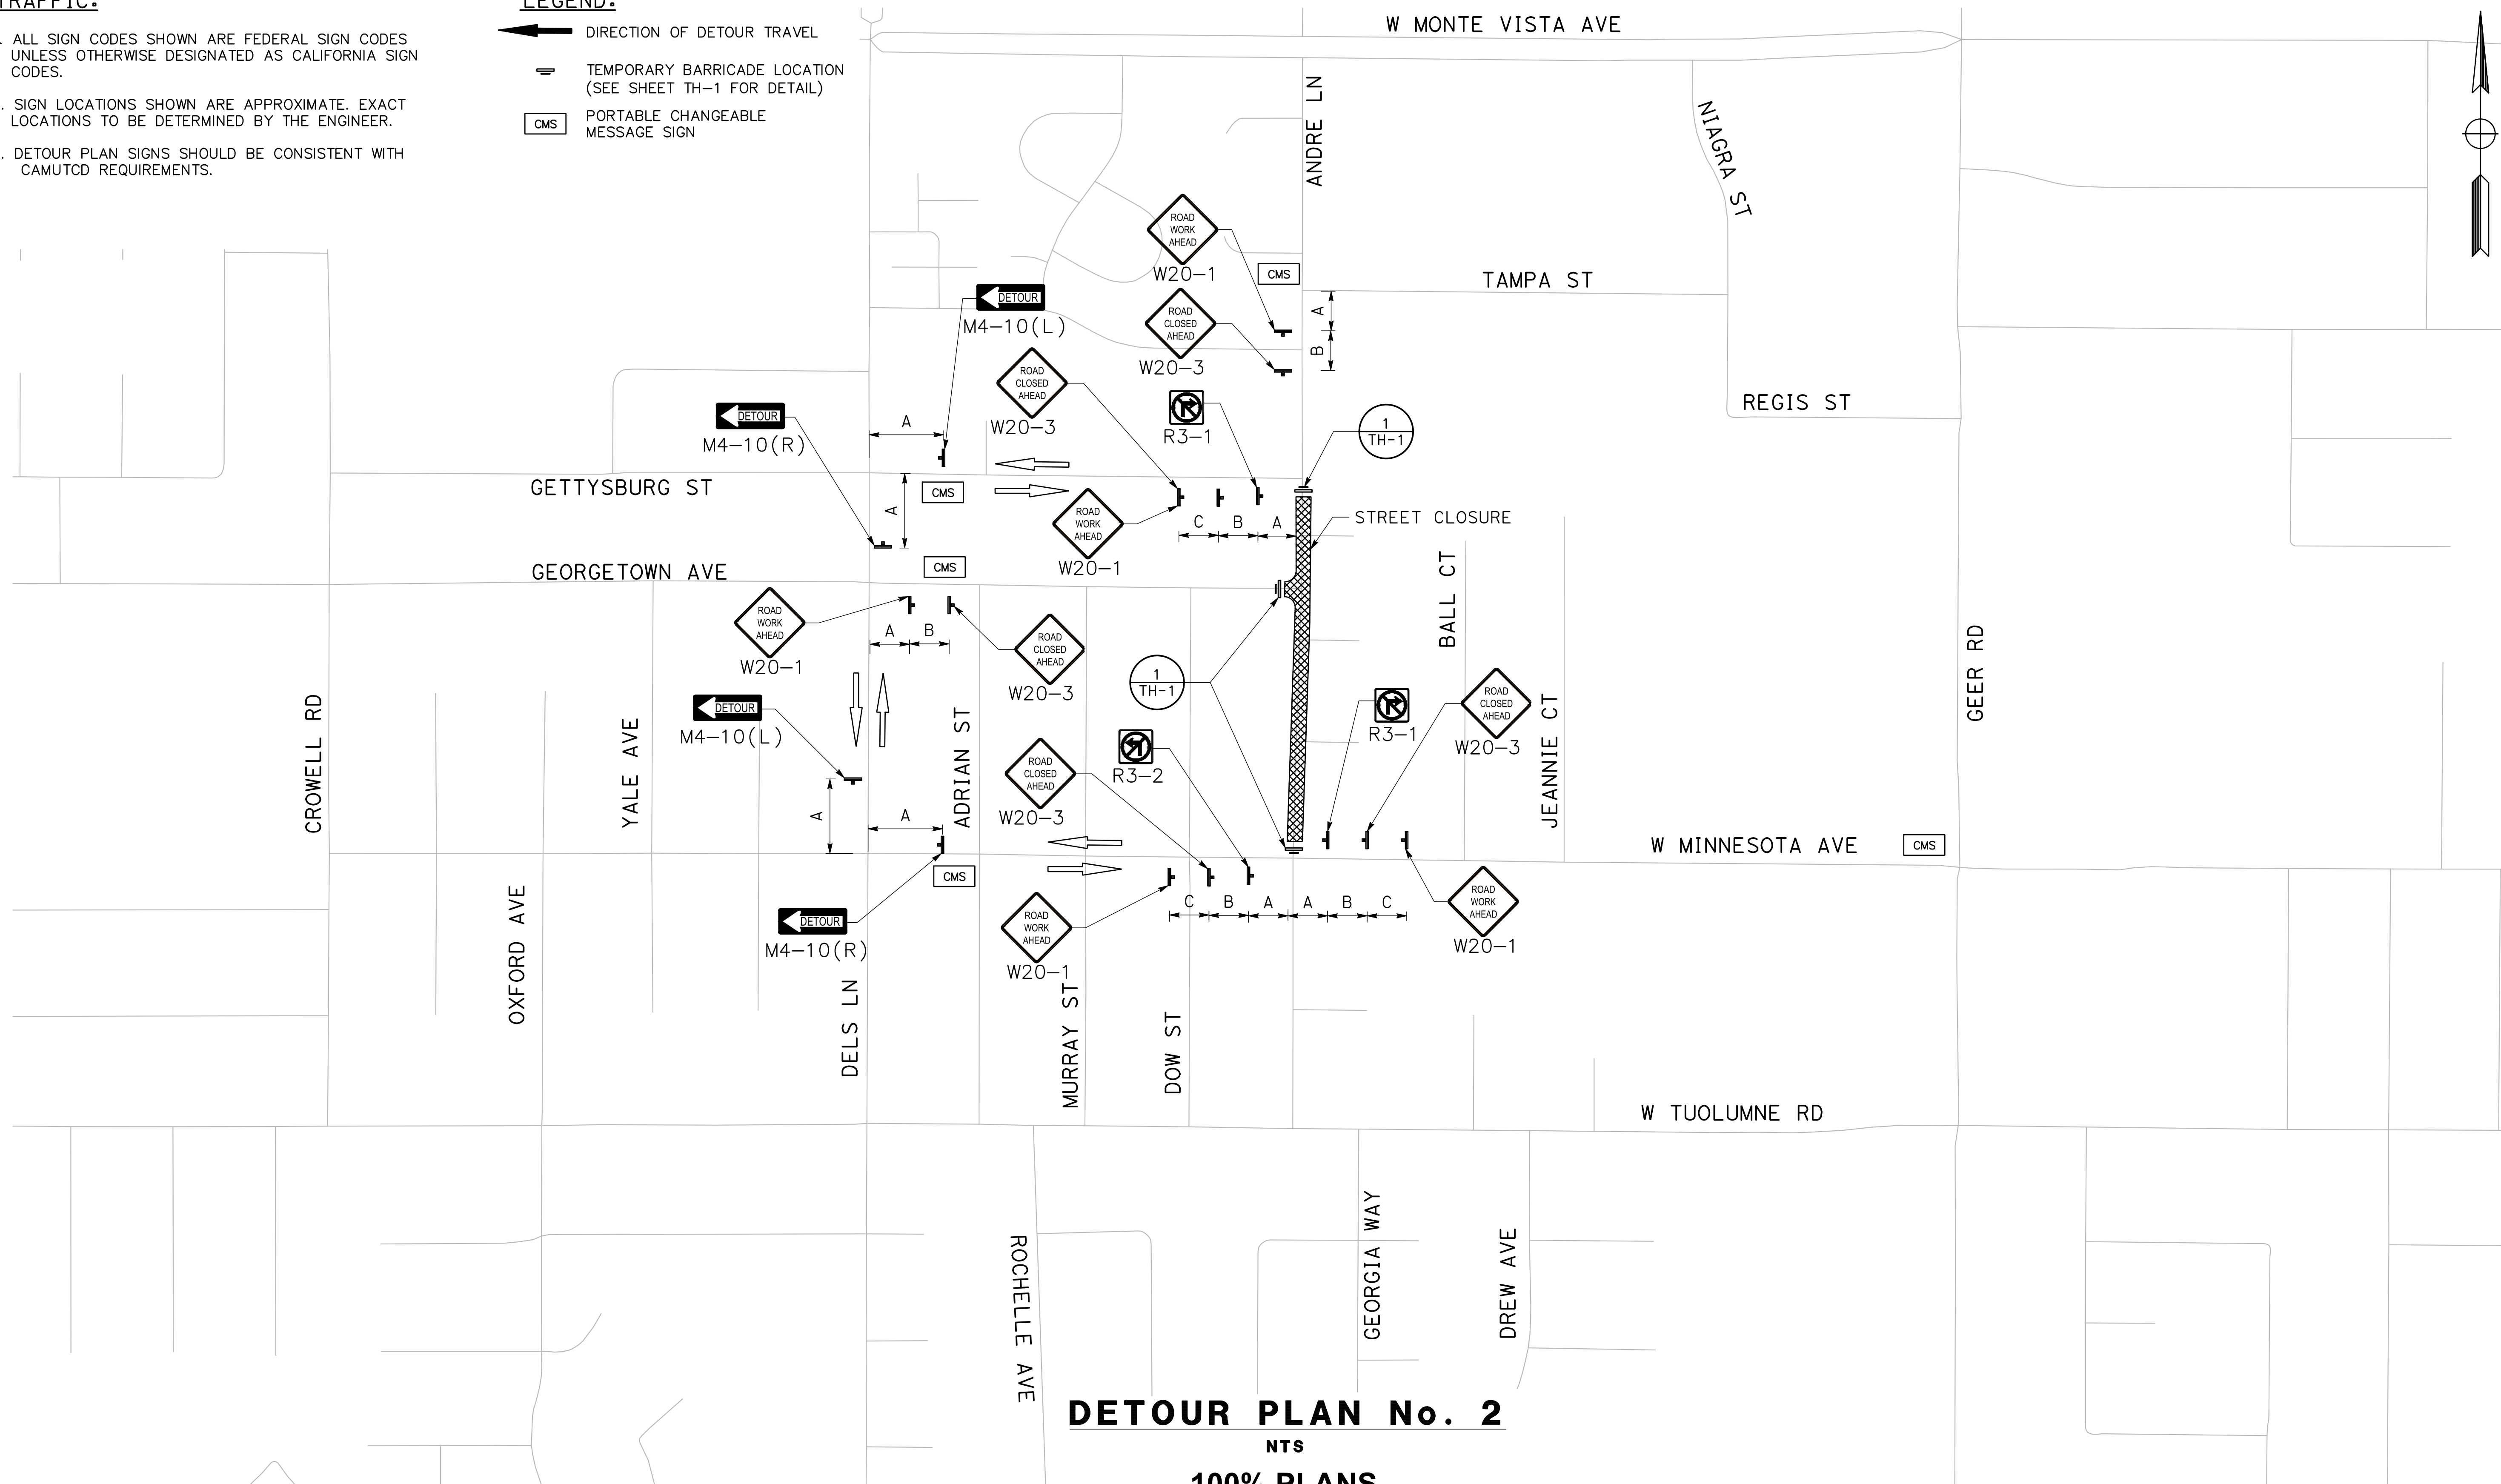 TRAFFIC:
. ALL SIGN CODES SHOWN ARE FEDERAL SIGN CODES
UNLESS OTHERWISE DESIGNATED AS CALIFORNIA SIGN
CODES.
. SIGN LOCATIONS SHOWN ARE APPROXIMATE. EXACT
LOCATIONS TO BE DETERMINED BY THE ENGINEER.
. DETOUR PLAN SIGNS SHOULD BE CONSISTENT WITH
CAMUTCD REQUIREMENTS.
LEGEND:
DIRECTION OF DETOUR TRAVEL
TEMPORARY BARRICADE LOCATION
(SEE SHEET TH-1 FOR DETAIL)
CMS
PORTABLE CHANGEABLE
MESSAGE SIGN
W MONTE VISTA AVE
ANDRE LN
NIAGRA ST
ROAD
WORK
AHEAD
W20-1
CMS
TAMPA ST
DETOUR
M4-10(L)
ROAD
CLOSED
AHEAD
W20-3
A
B
ROAD
CLOSED
AHEAD
W20-3
R3-1
1
TH-1
REGIS ST
DETOUR
M4-10(R)
A
GETTYSBURG ST
CMS
A
ROAD
WORK
AHEAD
W20-1
C
B
A
STREET CLOSURE
GEORGETOWN AVE
CMS
ROAD
WORK
AHEAD
W20-1
A
B
ROAD
CLOSED
AHEAD
W20-3
1
TH-1
BALL CT
JEANNIE CT
GEER RD
CROWELL RD
YALE AVE
ADRIAN ST
DETOUR
M4-10(L)
A
A
ROAD
CLOSED
AHEAD
W20-3
R3-2
R3-1
ROAD
CLOSED
AHEAD
W20-3
W MINNESOTA AVE
CMS
CMS
DETOUR
M4-10(R)
ROAD
WORK
AHEAD
W20-1
C
B
A
A
B
C
ROAD
WORK
AHEAD
W20-1
OXFORD AVE
DELS LN
MURRAY ST
DOW ST
W TUOLUMNE RD
ROCHELLE AVE
GEORGIA WAY
DREW AVE
DETOUR PLAN No. 2
NTS
100% PLANS